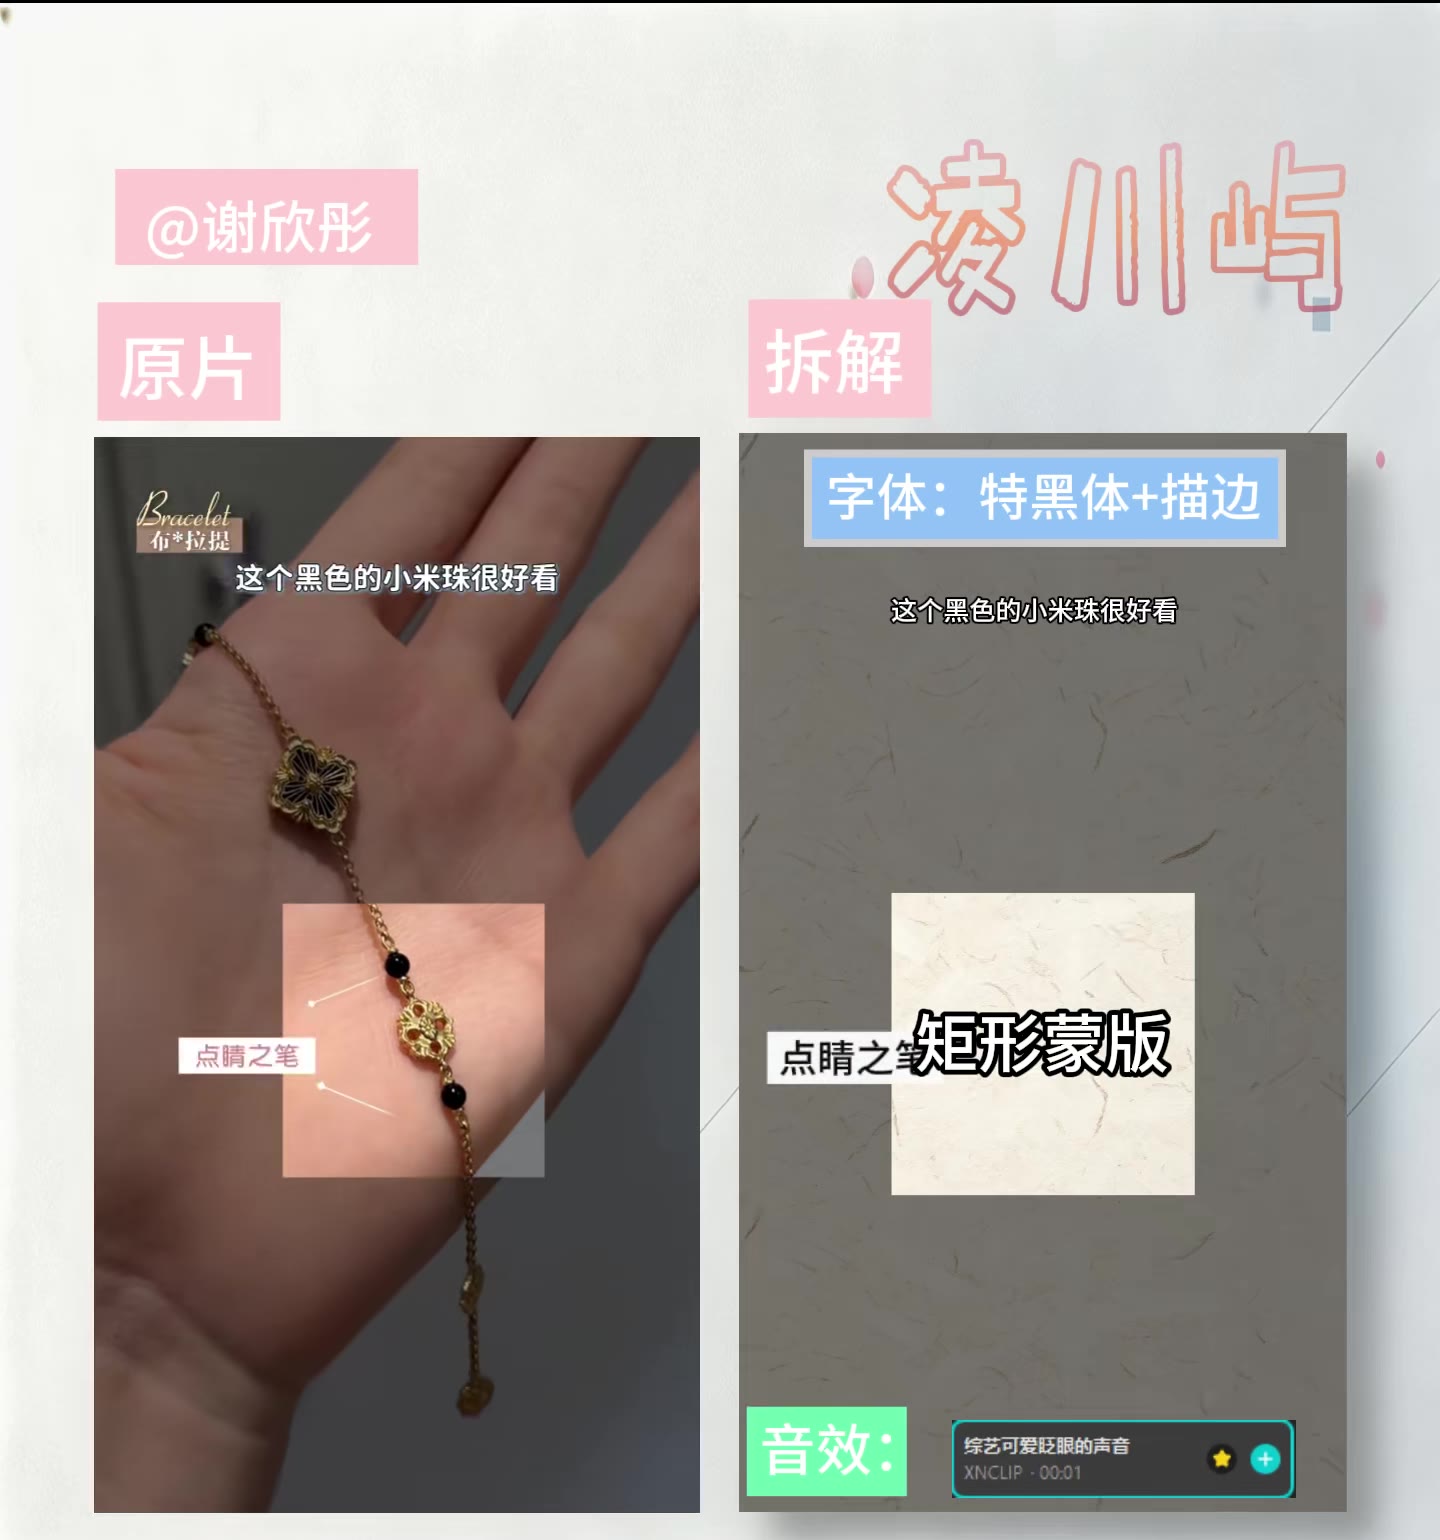 @谢欣彤
凌川屿
原片
拆解
Bracelet
布*拉提
这个黑色的小米珠很好看
点睛之笔
字体：特黑体+描边
这个黑色的小米珠很好看
点睛之笔
矩形蒙版
音效：
综艺可爱眨眼的声音
XNCLIP · 00:01